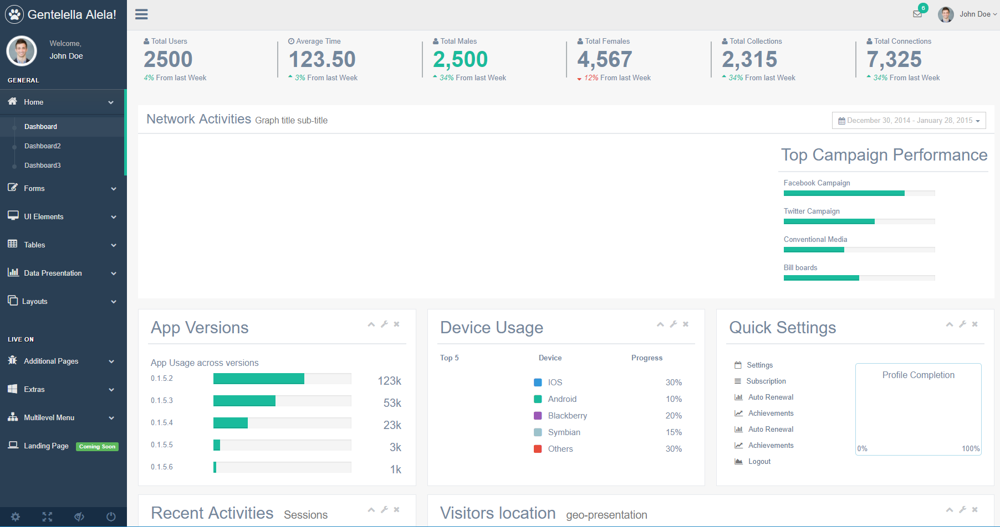 Gentelella Alela!
6
John Doe
Welcome,
John Doe
GENERAL
Home
Dashboard
Dashboard2
Dashboard3
Forms
UI Elements
Tables
Data Presentation
Layouts
LIVE ON
Additional Pages
Extras
Multilevel Menu
Landing Page Coming Soon
Total Users
2500
4% From last Week
Average Time
123.50
3% From last Week
Total Males
2,500
34% From last Week
Total Females
4,567
12% From last Week
Total Collections
2,315
34% From last Week
Total Connections
7,325
34% From last Week
Network Activities Graph title sub-title
December 30, 2014 - January 28, 2015
Top Campaign Performance
Facebook Campaign
Twitter Campaign
Conventional Media
Bill boards
App Versions
App Usage across versions
0.1.5.2 123k
0.1.5.3 53k
0.1.5.4 23k
0.1.5.5 3k
0.1.5.6 1k
Device Usage
Top 5 Device Progress
IOS 30%
Android 10%
Blackberry 20%
Symbian 15%
Others 30%
Quick Settings
Settings
Subscription
Auto Renewal
Achievements
Auto Renewal
Achievements
Logout
Profile Completion
0% 100%
Recent Activities Sessions
Visitors location geo-presentation